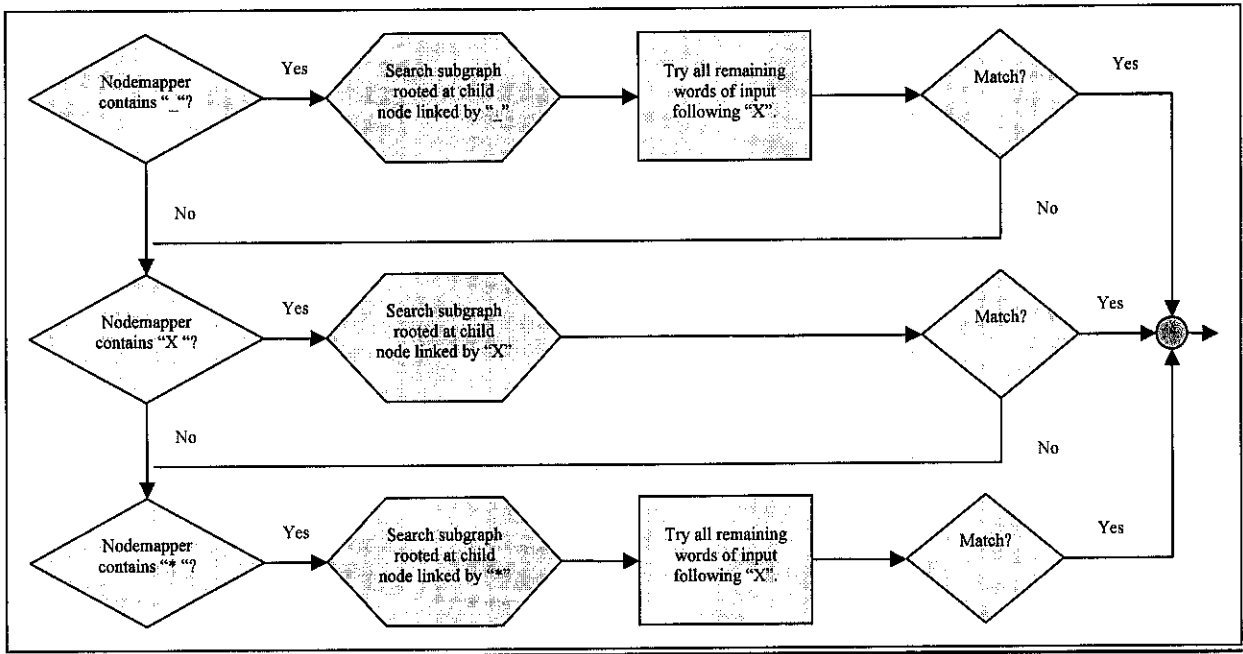 Nodemapper
contains "_"?
Yes
Search subgraph
rooted at child
node linked by "_"
Try all remaining
words of input
following "X".
Match?
Yes
No
No
Nodemapper
contains "X "?
Yes
Search subgraph
rooted at child
node linked by "X"
Match?
Yes
No
No
Nodemapper
contains "* "?
Yes
Search subgraph
rooted at child
node linked by "*"
Try all remaining
words of input
following "X".
Match?
Yes